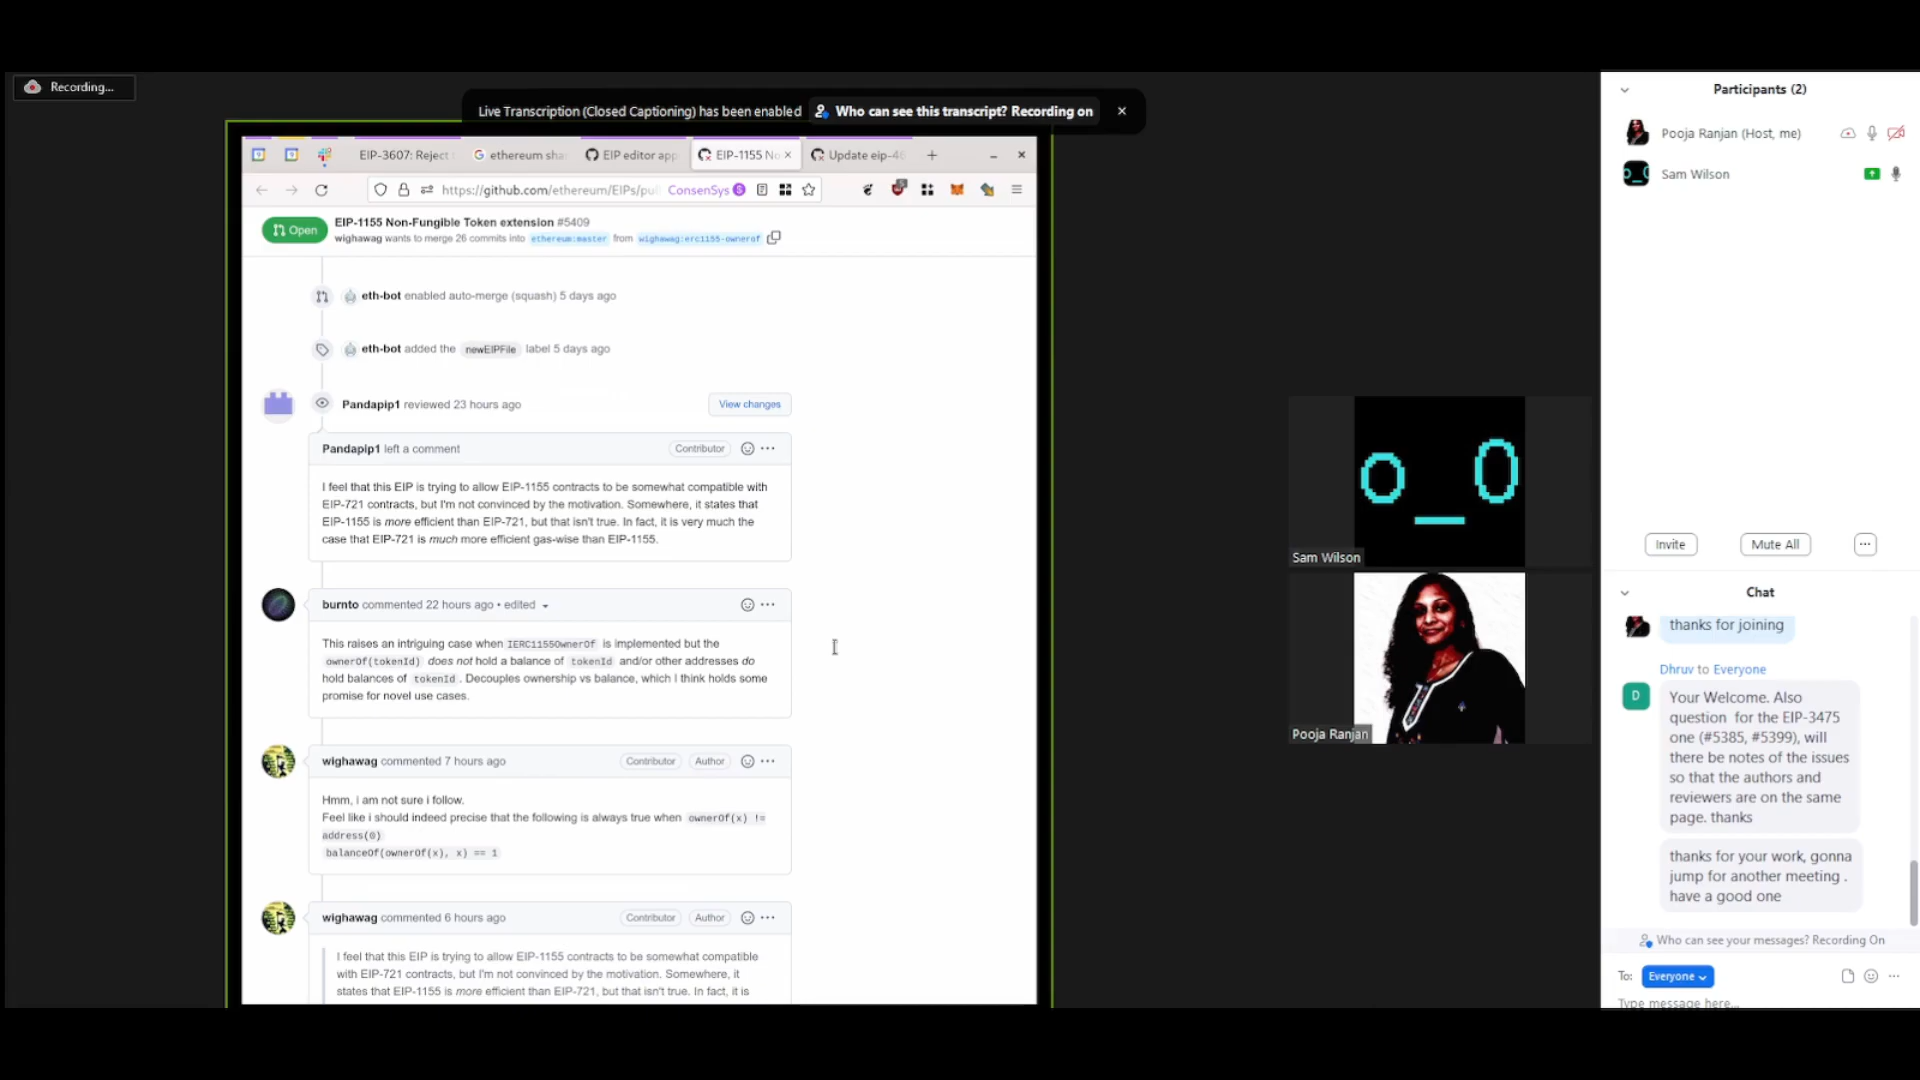 Recording...
Live Transcription (Closed Captioning) has been enabled
Who can see this transcript? Recording on
EIP-3607: Reject
ethereum sha
EIP editor app
EIP-1155 No
Update eip-46
https://github.com/ethereum/EIPs/pul
ConsenSys
Open
EIP-1155 Non-Fungible Token extension #5409
wighawag wants to merge 26 commits into ethereum:master from wighawag:erc1155-ownerof
eth-bot enabled auto-merge (squash) 5 days ago
eth-bot added the newEIPFile label 5 days ago
Pandapip1 reviewed 23 hours ago
View changes
Pandapip1 left a comment
Contributor
I feel that this EIP is trying to allow EIP-1155 contracts to be somewhat compatible with
EIP-721 contracts, but I'm not convinced by the motivation. Somewhere, it states that
EIP-1155 is more efficient than EIP-721, but that isn't true. In fact, it is very much the
case that EIP-721 is much more efficient gas-wise than EIP-1155.
burnto commented 22 hours ago • edited
This raises an intriguing case when IERC1155OwnerOf is implemented but the
ownerOf(tokenId) does not hold a balance of tokenId and/or other addresses do
hold balances of tokenId. Decouples ownership vs balance, which I think holds some
promise for novel use cases.
wighawag commented 7 hours ago
Contributor
Author
Hmm, i am not sure i follow.
Feel like i should indeed precise that the following is always true when ownerOf(x) !=
address(0)
balanceOf(ownerOf(x), x) == 1
wighawag commented 6 hours ago
Contributor
Author
I feel that this EIP is trying to allow EIP-1155 contracts to be somewhat compatible
with EIP-721 contracts, but I'm not convinced by the motivation. Somewhere, it
states that EIP-1155 is more efficient than EIP-721, but that isn't true. In fact, it is
Sam Wilson
Pooja Ranjan
Participants (2)
Pooja Ranjan (Host, me)
Sam Wilson
Invite
Mute All
Chat
thanks for joining
Dhruv to Everyone
D
Your Welcome. Also
question for the EIP-3475
one (#5385, #5399), will
there be notes of the issues
so that the authors and
reviewers are on the same
page. thanks
thanks for your work, gonna
jump for another meeting .
have a good one
Who can see your messages? Recording On
To:
Everyone
Type message here...